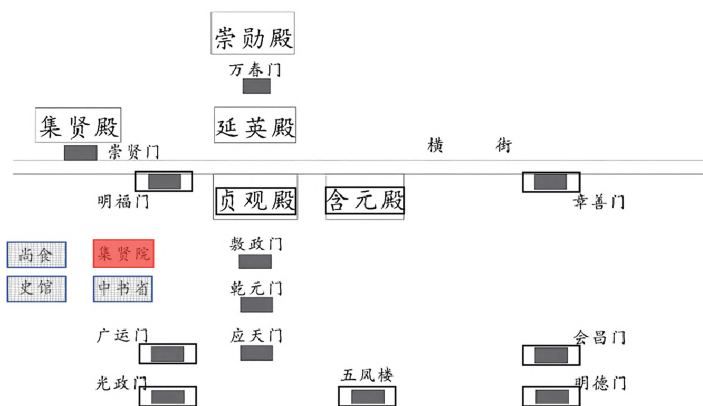 崇勋殿
万春门
集贤殿
延英殿
崇贤门
横街
明福门
贞观殿
含元殿
章善门
尚食
集贤院
敷政门
史馆
中书省
乾元门
广运门
应天门
会昌门
光政门
五凤楼
明德门